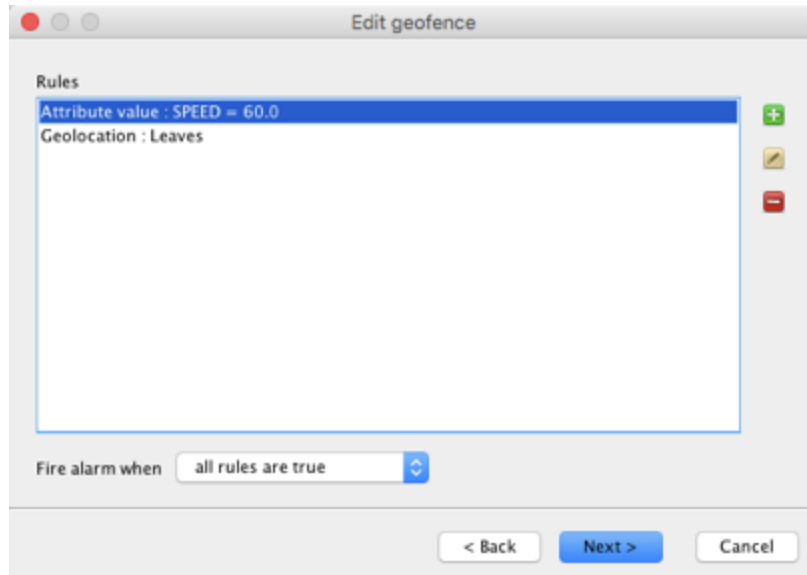 Edit geofence
Rules
Attribute value : SPEED = 60.0
Geolocation : Leaves
Fire alarm when all rules are true
< Back Next > Cancel